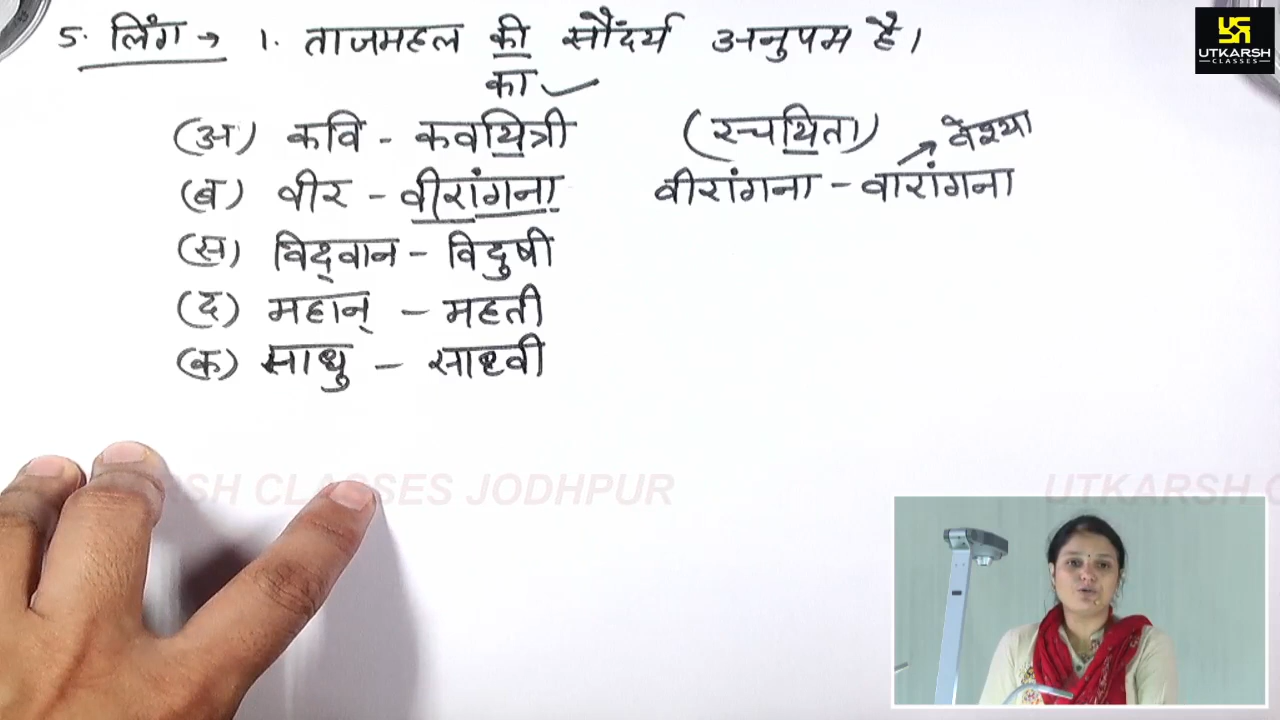 5. लिंग → 1. ताजमहल की सौंदर्य अनुपम है।
का ✓
(अ) कवि - कवयित्री (रचयिता)
(ब) वीर - वीरांगना वीरांगना - वारांगना → वेश्या
(स) विद्वान - विदुषी
(द) महान् - महती
(क) साधु - साध्वी
UTKARSH CLASSES
RSH CLASSES JODHPUR
UTKARSH C